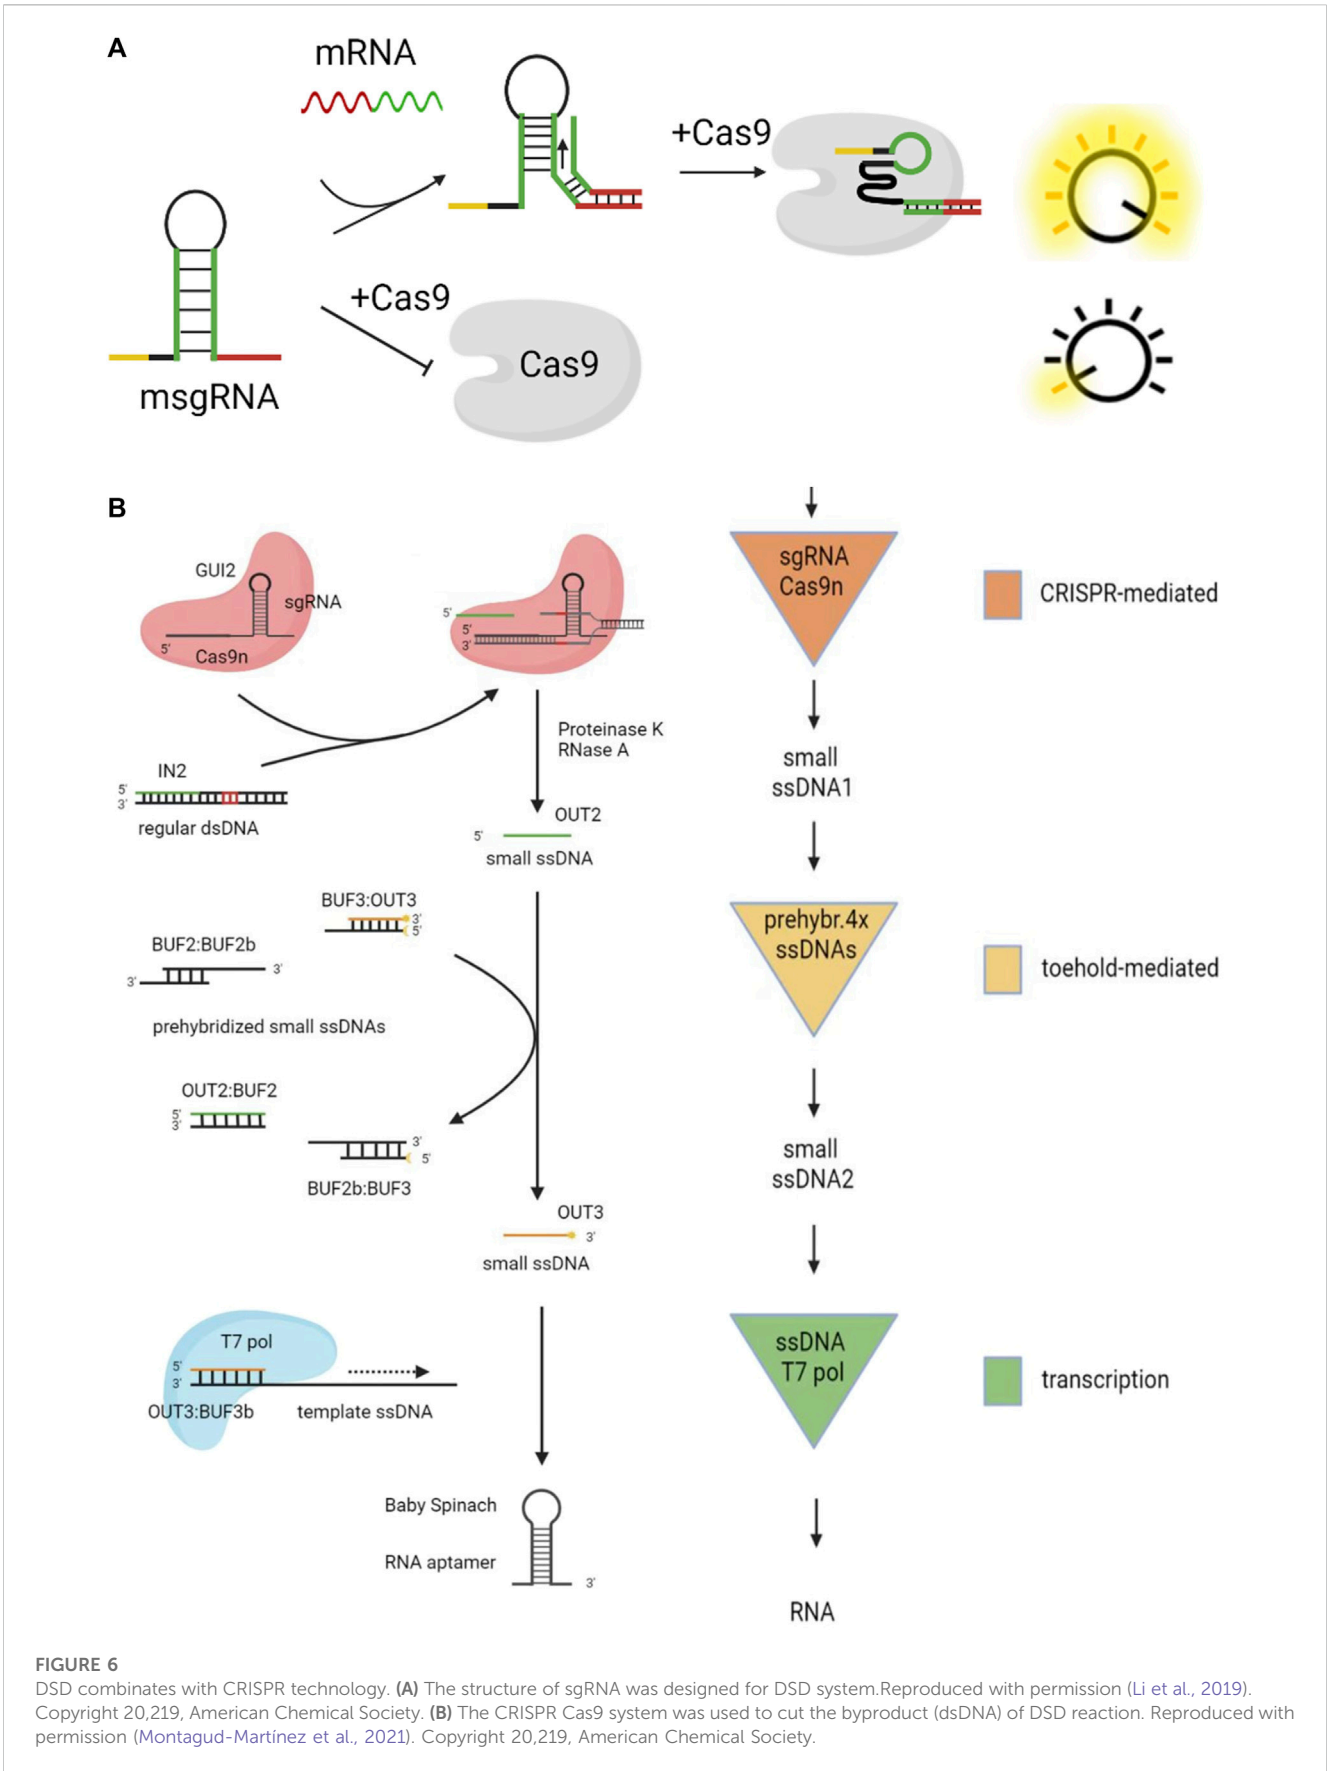 A
mRNA
+Cas9
+Cas9
Cas9
msgRNA
B
GUI2
sgRNA
5'
Cas9n
5'
5'
3'
Proteinase K
RNase A
IN2
5'
3'
regular dsDNA
OUT2
5'
small ssDNA
BUF3:OUT3
3'
5'
BUF2:BUF2b
3'
3'
prehybridized small ssDNAs
OUT2:BUF2
5'
3'
3'
5'
BUF2b:BUF3
OUT3
3'
small ssDNA
T7 pol
5'
3'
OUT3:BUF3b
template ssDNA
Baby Spinach
RNA aptamer
3'
sgRNA
Cas9n
CRISPR-mediated
small
ssDNA1
prehybr.4x
ssDNAs
toehold-mediated
small
ssDNA2
ssDNA
T7 pol
transcription
RNA
FIGURE 6
DSD combinates with CRISPR technology. (A) The structure of sgRNA was designed for DSD system.Reproduced with permission (Li et al., 2019).
Copyright 20,219, American Chemical Society. (B) The CRISPR Cas9 system was used to cut the byproduct (dsDNA) of DSD reaction. Reproduced with
permission (Montagud-Martínez et al., 2021). Copyright 20,219, American Chemical Society.